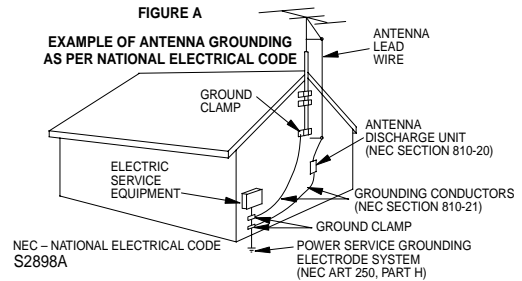 FIGURE A
EXAMPLE OF ANTENNA GROUNDING
AS PER NATIONAL ELECTRICAL CODE
ANTENNA
LEAD
WIRE
GROUND
CLAMP
ANTENNA
DISCHARGE UNIT
(NEC SECTION 810-20)
ELECTRIC
SERVICE
EQUIPMENT
GROUNDING CONDUCTORS
(NEC SECTION 810-21)
GROUND CLAMP
POWER SERVICE GROUNDING
ELECTRODE SYSTEM
(NEC ART 250, PART H)
NEC – NATIONAL ELECTRICAL CODE
S2898A